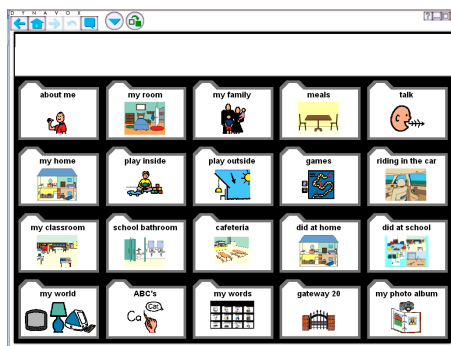 DYNAVOX
about me
my room
my family
meals
talk
my home
play inside
play outside
games
riding in the car
my classroom
school bathroom
cafeteria
did at home
did at school
my world
ABC's
my words
gateway 20
my photo album
Cat
Ca